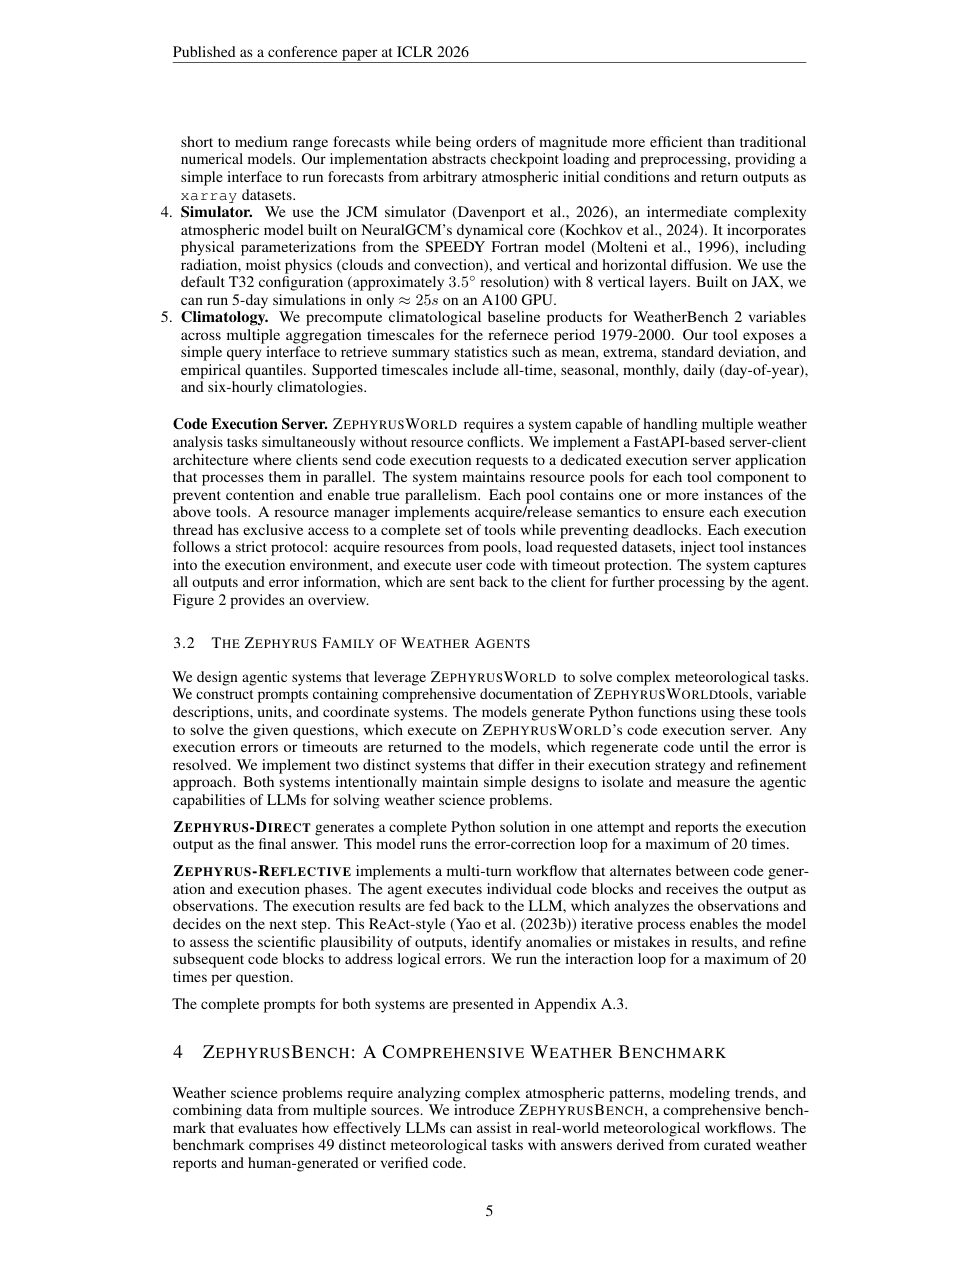 Published as a conference paper at ICLR 2026
short to medium range forecasts while being orders of magnitude more efficient than traditional
numerical models. Our implementation abstracts checkpoint loading and preprocessing, providing a
simple interface to run forecasts from arbitrary atmospheric initial conditions and return outputs as
xarray datasets.
4. Simulator. We use the JCM simulator (Davenport et al., 2026), an intermediate complexity
atmospheric model built on NeuralGCM's dynamical core (Kochkov et al., 2024). It incorporates
physical parameterizations from the SPEEDY Fortran model (Molteni et al., 1996), including
radiation, moist physics (clouds and convection), and vertical and horizontal diffusion. We use the
default T32 configuration (approximately 3.5° resolution) with 8 vertical layers. Built on JAX, we
can run 5-day simulations in only ≈ 25s on an A100 GPU.
5. Climatology. We precompute climatological baseline products for WeatherBench 2 variables
across multiple aggregation timescales for the refernece period 1979-2000. Our tool exposes a
simple query interface to retrieve summary statistics such as mean, extrema, standard deviation, and
empirical quantiles. Supported timescales include all-time, seasonal, monthly, daily (day-of-year),
and six-hourly climatologies.
Code Execution Server. ZEPHYRUSWORLD requires a system capable of handling multiple weather
analysis tasks simultaneously without resource conflicts. We implement a FastAPI-based server-client
architecture where clients send code execution requests to a dedicated execution server application
that processes them in parallel. The system maintains resource pools for each tool component to
prevent contention and enable true parallelism. Each pool contains one or more instances of the
above tools. A resource manager implements acquire/release semantics to ensure each execution
thread has exclusive access to a complete set of tools while preventing deadlocks. Each execution
follows a strict protocol: acquire resources from pools, load requested datasets, inject tool instances
into the execution environment, and execute user code with timeout protection. The system captures
all outputs and error information, which are sent back to the client for further processing by the agent.
Figure 2 provides an overview.
3.2 THE ZEPHYRUS FAMILY OF WEATHER AGENTS
We design agentic systems that leverage ZEPHYRUSWORLD to solve complex meteorological tasks.
We construct prompts containing comprehensive documentation of ZEPHYRUSWORLDtools, variable
descriptions, units, and coordinate systems. The models generate Python functions using these tools
to solve the given questions, which execute on ZEPHYRUSWORLD's code execution server. Any
execution errors or timeouts are returned to the models, which regenerate code until the error is
resolved. We implement two distinct systems that differ in their execution strategy and refinement
approach. Both systems intentionally maintain simple designs to isolate and measure the agentic
capabilities of LLMs for solving weather science problems.
ZEPHYRUS-DIRECT generates a complete Python solution in one attempt and reports the execution
output as the final answer. This model runs the error-correction loop for a maximum of 20 times.
ZEPHYRUS-REFLECTIVE implements a multi-turn workflow that alternates between code gener-
ation and execution phases. The agent executes individual code blocks and receives the output as
observations. The execution results are fed back to the LLM, which analyzes the observations and
decides on the next step. This ReAct-style (Yao et al. (2023b)) iterative process enables the model
to assess the scientific plausibility of outputs, identify anomalies or mistakes in results, and refine
subsequent code blocks to address logical errors. We run the interaction loop for a maximum of 20
times per question.
The complete prompts for both systems are presented in Appendix A.3.
4 ZEPHYRUSBENCH: A COMPREHENSIVE WEATHER BENCHMARK
Weather science problems require analyzing complex atmospheric patterns, modeling trends, and
combining data from multiple sources. We introduce ZEPHYRUSBENCH, a comprehensive bench-
mark that evaluates how effectively LLMs can assist in real-world meteorological workflows. The
benchmark comprises 49 distinct meteorological tasks with answers derived from curated weather
reports and human-generated or verified code.
5